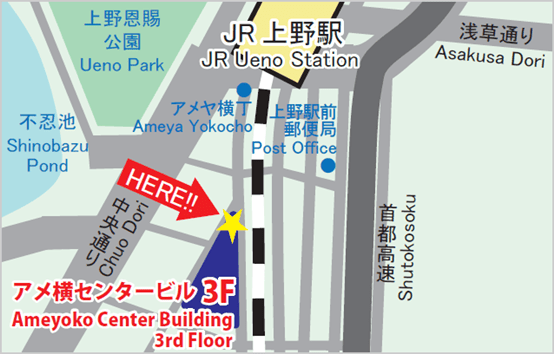 上野恩賜
公園
Ueno Park
JR 上野駅
JR Ueno Station
浅草通り
Asakusa Dori
不忍池
Shinobazu
Pond
アメヤ横丁
Ameya Yokocho
上野駅前
郵便局
Post Office
HERE!!
中央通り
Chuo Dori
首都高速
Shutokosoku
アメ横センタービル 3F
Ameyoko Center Building
3rd Floor